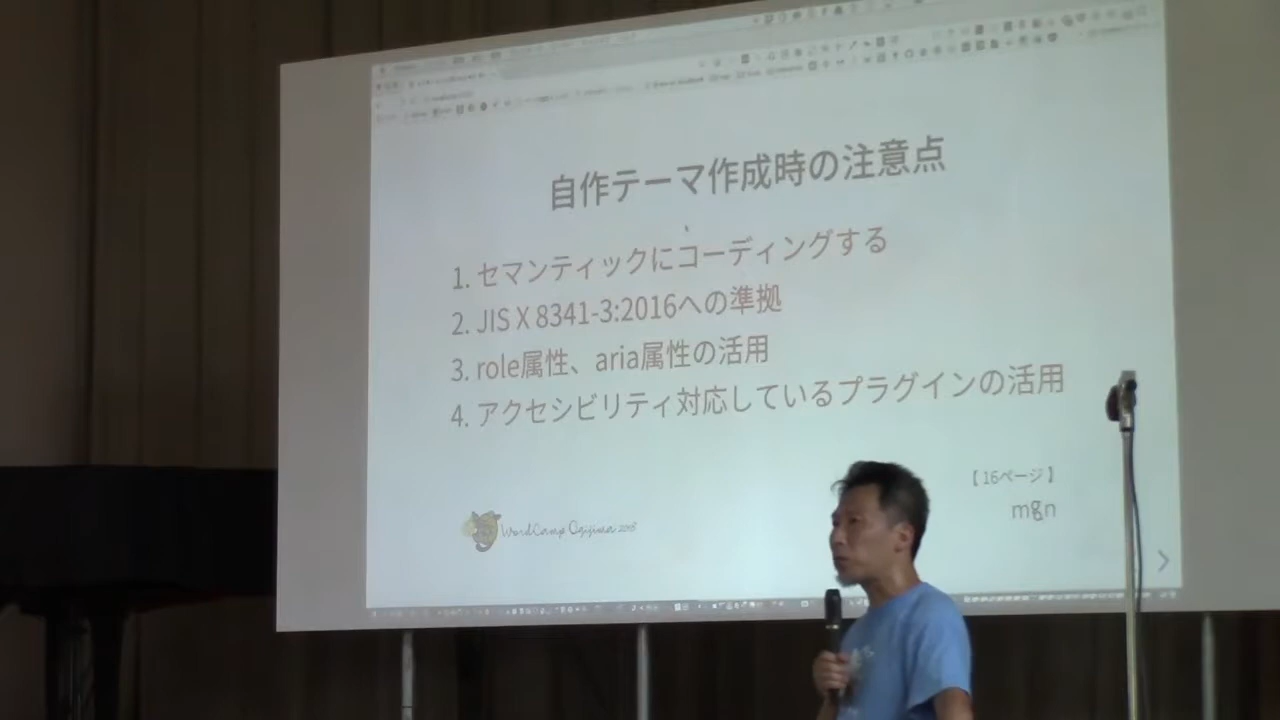 自作テーマ作成時の注意点
1. セマンティックにコーディングする
2. JIS X 8341-3:2016への準拠
3. role属性、aria属性の活用
4. アクセシビリティ対応しているプラグインの活用
【 16ページ 】
mgn
WordCamp Ogijima 2018